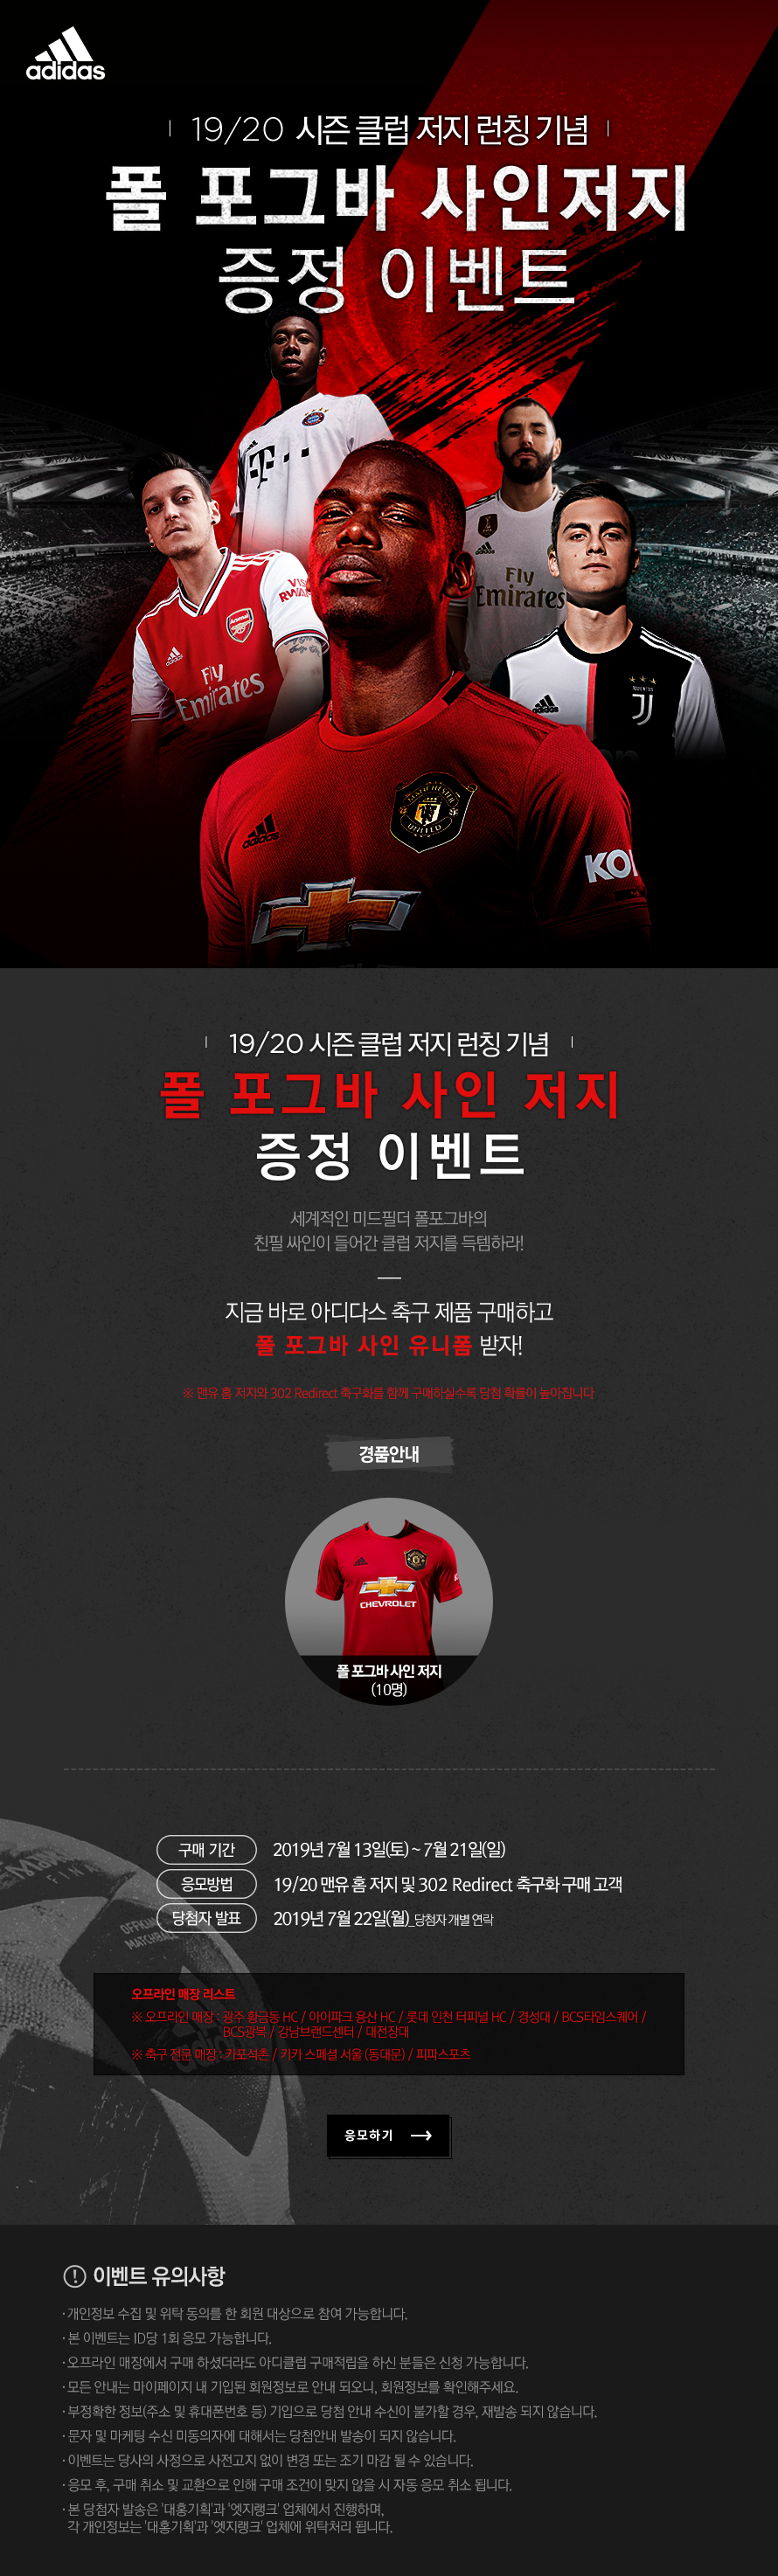 adidas
19/20 시즌 클럽 저지 런칭 기념
폴 포그바 사인저지
증정 이벤트
Fly
Emirates
Arsenal
Fly
Emirates
JUVENTUS
MANCHESTER
UNITED
adidas
KO
19/20 시즌 클럽 저지 런칭 기념
폴 포그바 사인 저지
증정 이벤트
세계적인 미드필더 폴포그바의
친필 싸인이 들어간 클럽 저지를 득템하라!
지금 바로 아디다스 축구 제품 구매하고
폴 포그바 사인 유니폼 받자!
※ 맨유 홈 저지와 302 Redirect 축구화를 함께 구매하실수록 당첨 확률이 높아집니다
경품안내
CHEVROLET
폴 포그바 사인 저지
(10명)
구매 기간 2019년 7월 13일(토) ~ 7월 21일(일)
응모방법 19/20 맨유 홈 저지 및 302 Redirect 축구화 구매 고객
당첨자 발표 2019년 7월 22일(월)_당첨자 개별 연락
OFFICIAL
MATCHBALL
오프라인 매장 리스트
※ 오프라인 매장 : 광주 황금동 HC / 아이파크 용산 HC / 롯데 인천 터미널 HC / 경성대 / BCS타임스퀘어 /
BCS광복 / 강남브랜드센터 / 대전장대
※ 축구 전문 매장 : 카포석촌 / 키카 스페셜 서울 (동대문) / 피파스포츠
응모하기
이벤트 유의사항
·개인정보 수집 및 위탁 동의를 한 회원 대상으로 참여 가능합니다.
·본 이벤트는 ID당 1회 응모 가능합니다.
·오프라인 매장에서 구매 하셨더라도 아디클럽 구매적립을 하신 분들은 신청 가능합니다.
·모든 안내는 마이페이지 내 기입된 회원정보로 안내 되오니, 회원정보를 확인해주세요.
·부정확한 정보(주소 및 휴대폰번호 등) 기입으로 당첨 안내 수신이 불가할 경우, 재발송 되지 않습니다.
·문자 및 마케팅 수신 미동의자에 대해서는 당첨안내 발송이 되지 않습니다.
·이벤트는 당사의 사정으로 사전고지 없이 변경 또는 조기 마감 될 수 있습니다.
·응모 후, 구매 취소 및 교환으로 인해 구매 조건이 맞지 않을 시 자동 응모 취소 됩니다.
·본 당첨자 발송은 '대홍기획'과 '엣지랭크' 업체에서 진행하며,
각 개인정보는 '대홍기획'과 '엣지랭크' 업체에 위탁처리 됩니다.